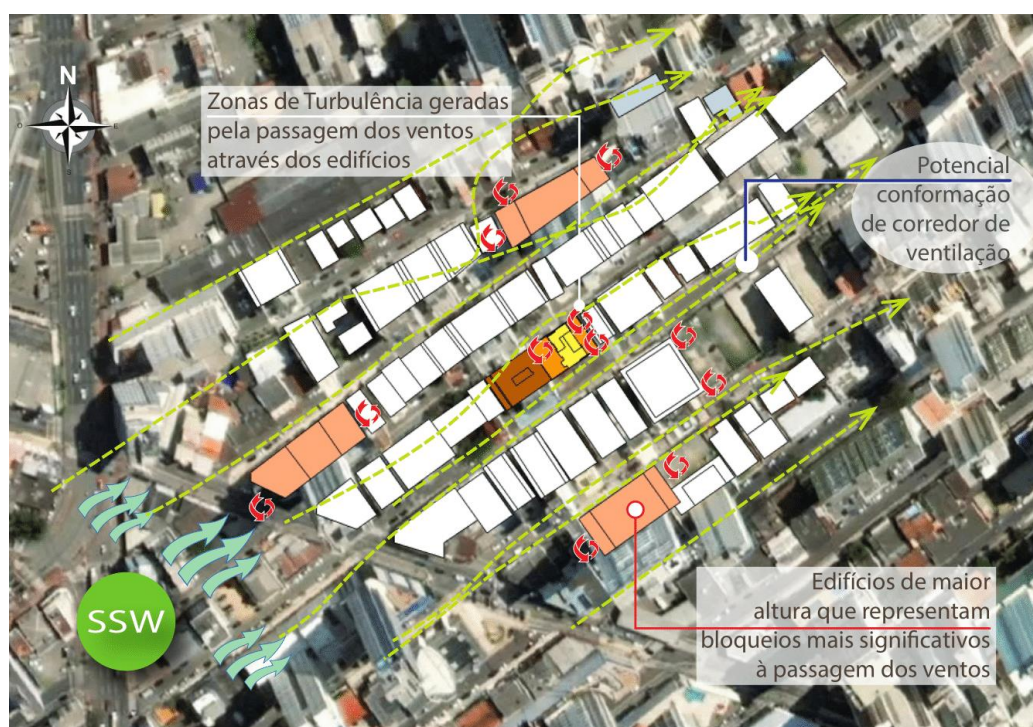 N
Zonas de Turbulência geradas
pela passagem dos ventos
através dos edifícios
Potencial
conformação
de corredor de
ventilação
SSW
Edifícios de maior
altura que representam
bloqueios mais significativos
à passagem dos ventos